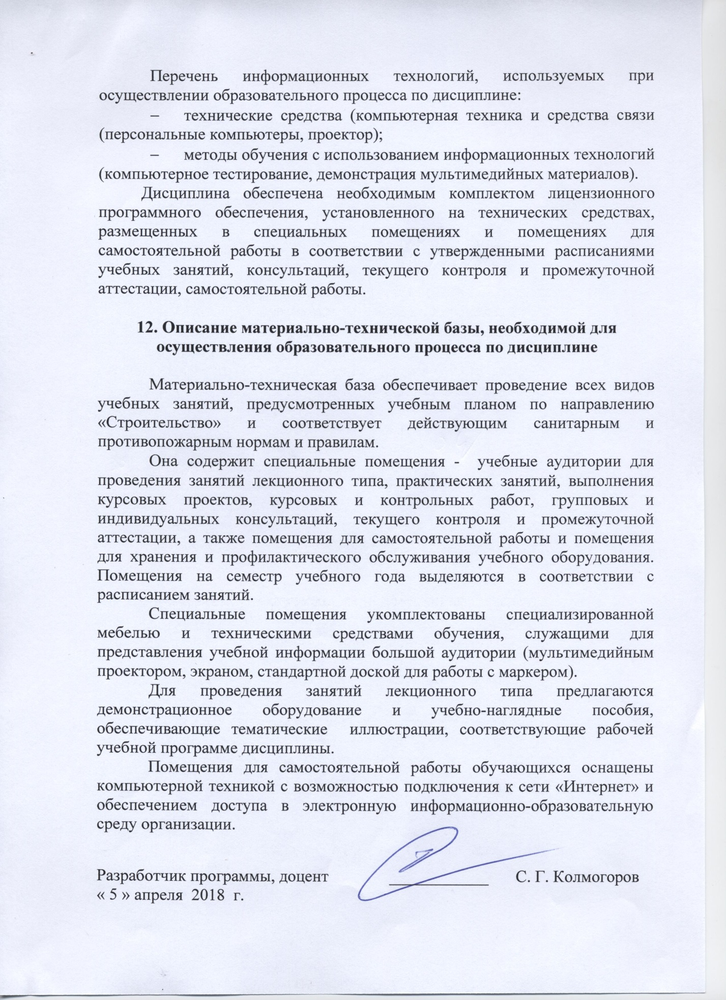 Перечень информационных технологий, используемых при
осуществлении образовательного процесса по дисциплине:
– технические средства (компьютерная техника и средства связи
(персональные компьютеры, проектор);
– методы обучения с использованием информационных технологий
(компьютерное тестирование, демонстрация мультимедийных материалов).
Дисциплина обеспечена необходимым комплектом лицензионного
программного обеспечения, установленного на технических средствах,
размещенных в специальных помещениях и помещениях для
самостоятельной работы в соответствии с утвержденными расписаниями
учебных занятий, консультаций, текущего контроля и промежуточной
аттестации, самостоятельной работы.
12. Описание материально-технической базы, необходимой для
осуществления образовательного процесса по дисциплине
Материально-техническая база обеспечивает проведение всех видов
учебных занятий, предусмотренных учебным планом по направлению
«Строительство» и соответствует действующим санитарным и
противопожарным нормам и правилам.
Она содержит специальные помещения - учебные аудитории для
проведения занятий лекционного типа, практических занятий, выполнения
курсовых проектов, курсовых и контрольных работ, групповых и
индивидуальных консультаций, текущего контроля и промежуточной
аттестации, а также помещения для самостоятельной работы и помещения
для хранения и профилактического обслуживания учебного оборудования.
Помещения на семестр учебного года выделяются в соответствии с
расписанием занятий.
Специальные помещения укомплектованы специализированной
мебелью и техническими средствами обучения, служащими для
представления учебной информации большой аудитории (мультимедийным
проектором, экраном, стандартной доской для работы с маркером).
Для проведения занятий лекционного типа предлагаются
демонстрационное оборудование и учебно-наглядные пособия,
обеспечивающие тематические иллюстрации, соответствующие рабочей
учебной программе дисциплины.
Помещения для самостоятельной работы обучающихся оснащены
компьютерной техникой с возможностью подключения к сети «Интернет» и
обеспечением доступа в электронную информационно-образовательную
среду организации.
Разработчик программы, доцент ____________ С. Г. Колмогоров
« 5 » апреля 2018 г.